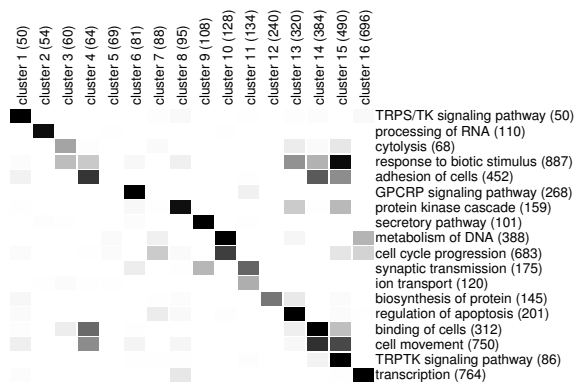 cluster 1 (50)
cluster 2 (54)
cluster 3 (60)
cluster 4 (64)
cluster 5 (69)
cluster 6 (81)
cluster 7 (88)
cluster 8 (95)
cluster 9 (108)
cluster 10 (128)
cluster 11 (134)
cluster 12 (240)
cluster 13 (320)
cluster 14 (384)
cluster 15 (490)
cluster 16 (696)
TRPS/TK signaling pathway (50)
processing of RNA (110)
cytolysis (68)
response to biotic stimulus (887)
adhesion of cells (452)
GPCRP signaling pathway (268)
protein kinase cascade (159)
secretory pathway (101)
metabolism of DNA (388)
cell cycle progression (683)
synaptic transmission (175)
ion transport (120)
biosynthesis of protein (145)
regulation of apoptosis (201)
binding of cells (312)
cell movement (750)
TRPTK signaling pathway (86)
transcription (764)